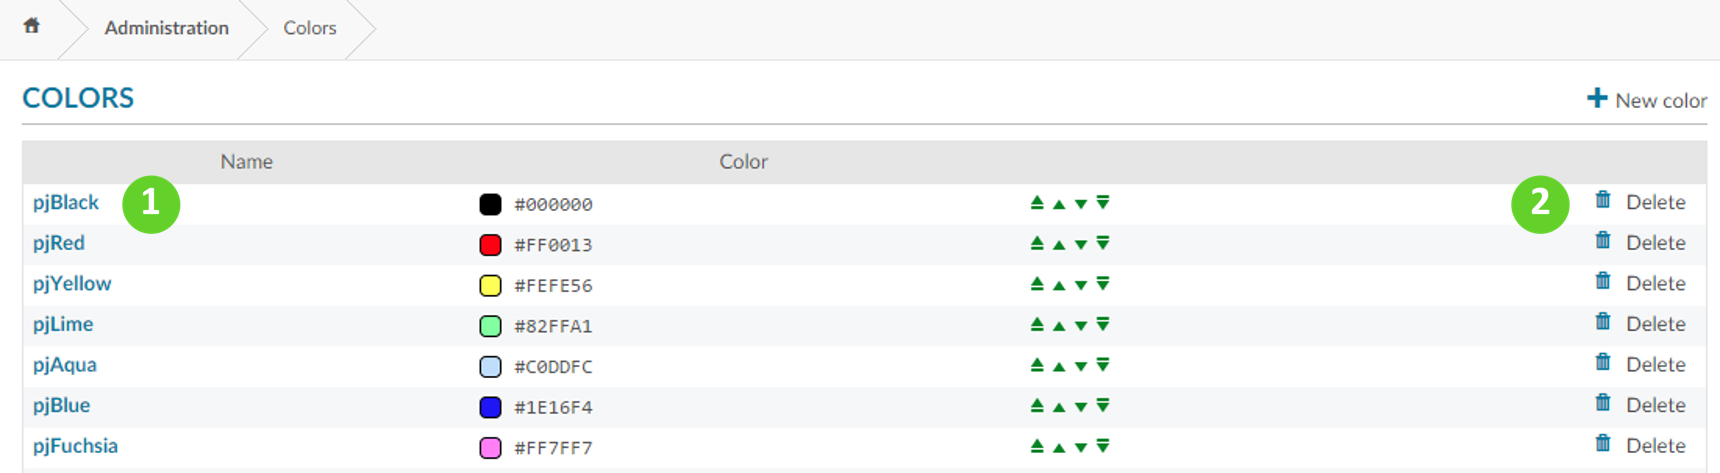 Administration Colors
COLORS
New color
Name Color
pjBlack 1 #000000 2 Delete
pjRed #FF0013 Delete
pjYellow #FEFE56 Delete
pjLime #82FFA1 Delete
pjAqua #C0DDFC Delete
pjBlue #1E16F4 Delete
pjFuchsia #FF7FF7 Delete